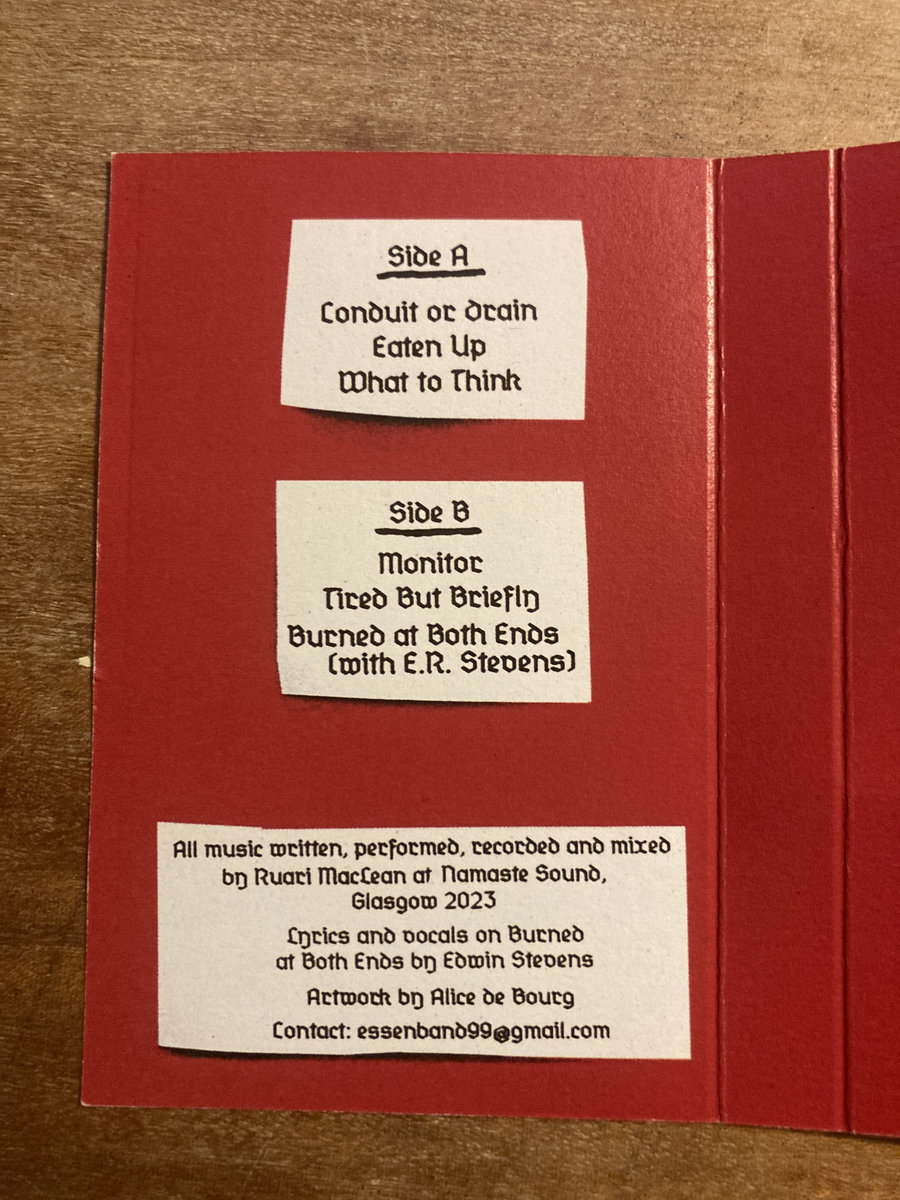 Side A
Conduit or drain
Eaten Up
What to Think
Side B
Monitor
Tired But Briefly
Burned at Both Ends
(with E.R. Stevens)
All music written, performed, recorded and mixed
by Ruari MacLean at Namaste Sound,
Glasgow 2023
Lyrics and vocals on Burned
at Both Ends by Edwin Stevens
Artwork by Alice de Bourg
Contact: essenband99@gmail.com